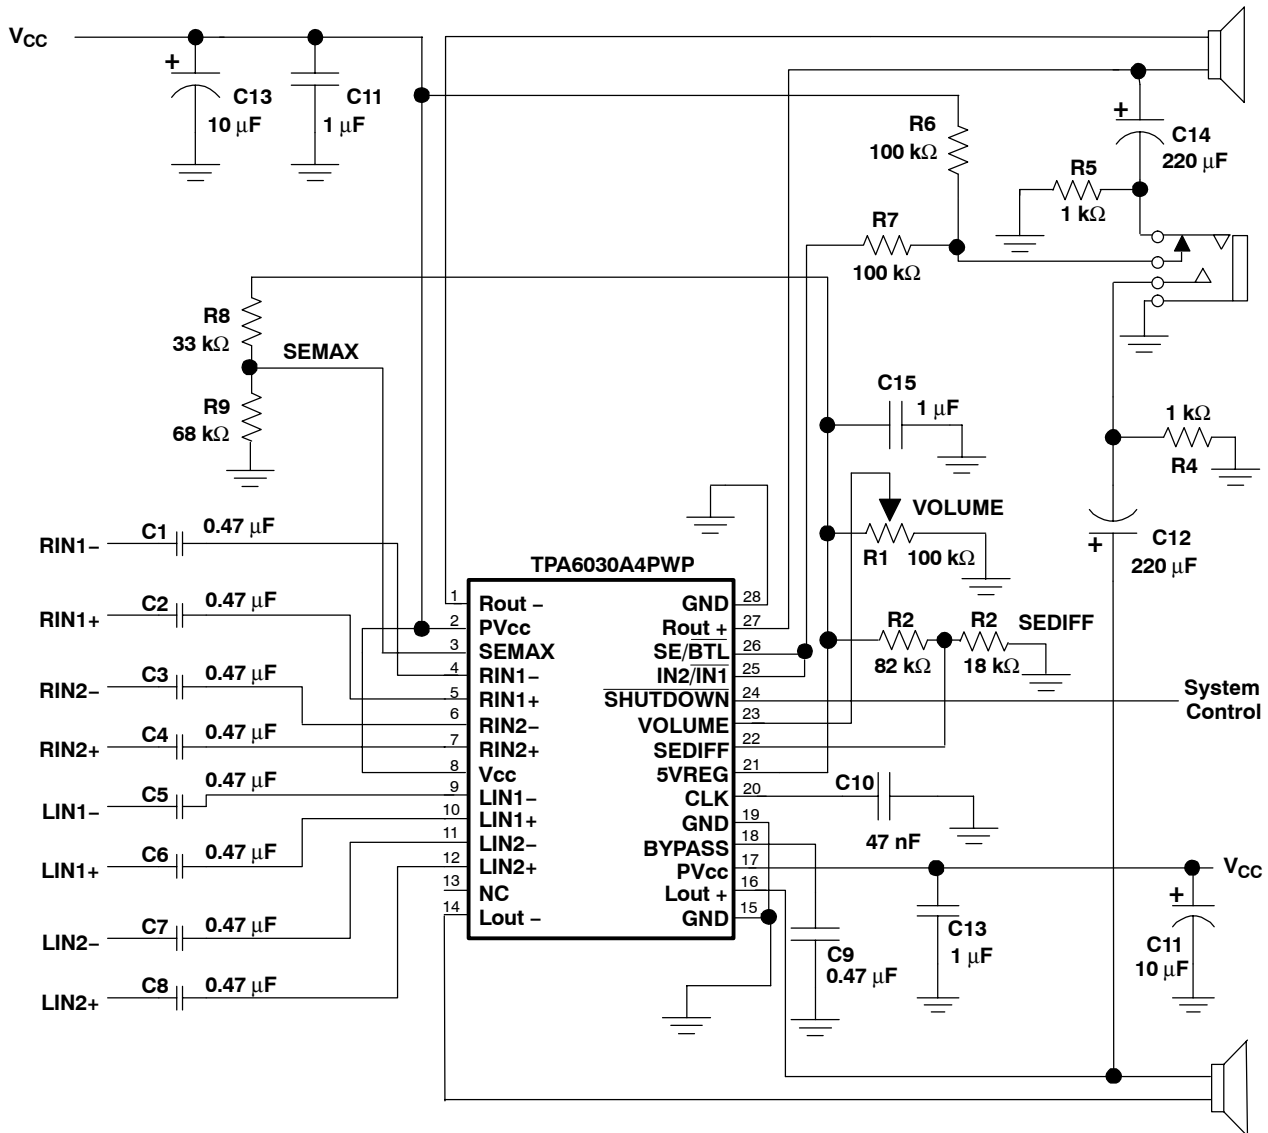 VCC
C13
10 μF
C11
1 μF
R6
100 kΩ
C14
220 μF
R5
1 kΩ
R7
100 kΩ
R8
33 kΩ
SEMAX
R9
68 kΩ
C15
1 μF
1 kΩ
R4
VOLUME
R1
100 kΩ
C12
220 μF
RIN1−
C1
0.47 μF
RIN1+
C2
0.47 μF
RIN2−
C3
0.47 μF
RIN2+
C4
0.47 μF
LIN1−
C5
0.47 μF
LIN1+
C6
0.47 μF
LIN2−
C7
0.47 μF
LIN2+
C8
0.47 μF
TPA6030A4PWP
1 Rout −
2 PVcc
3 SEMAX
4 RIN1−
5 RIN1+
6 RIN2−
7 RIN2+
8 Vcc
9 LIN1−
10 LIN1+
11 LIN2−
12 LIN2+
13 NC
14 Lout −
GND 28
Rout + 27
SE/BTL 26
IN2/IN1 25
SHUTDOWN 24
VOLUME 23
SEDIFF 22
5VREG 21
CLK 20
GND 19
BYPASS 18
PVcc 17
Lout + 16
GND 15
R2
82 kΩ
R2
18 kΩ
SEDIFF
System
Control
C10
47 nF
C9
0.47 μF
C13
1 μF
C11
10 μF
VCC
+
+
+
+